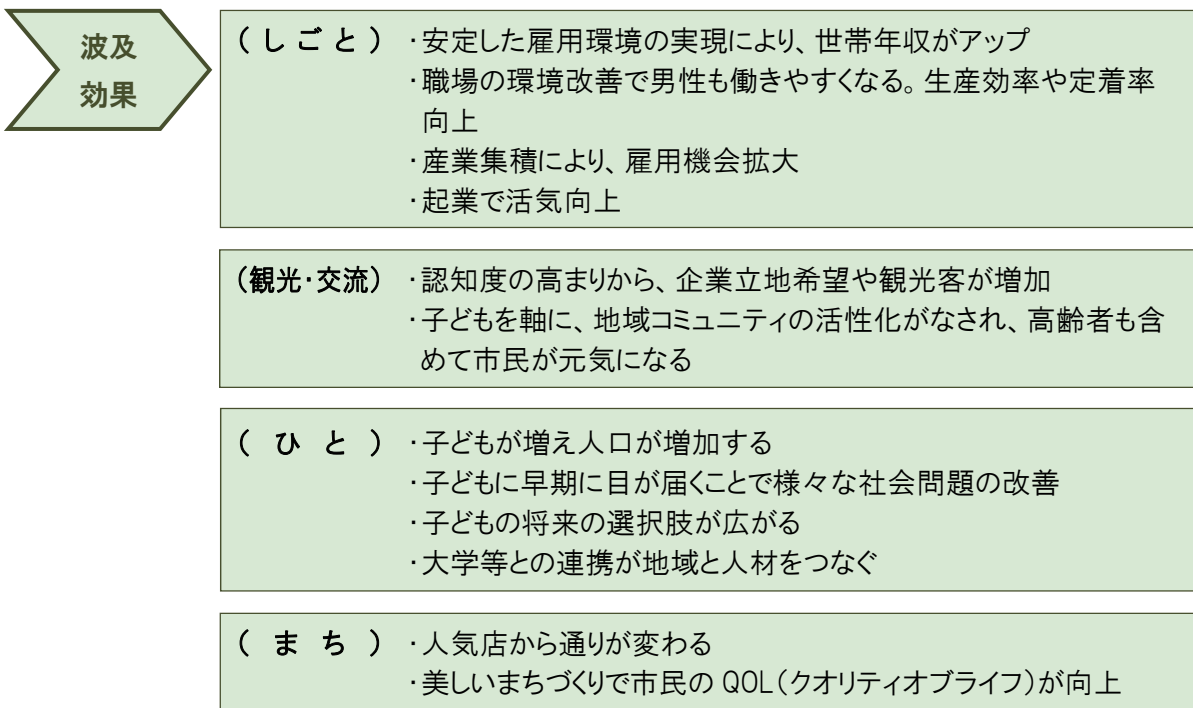 波及
効果
(しごと) ・安定した雇用環境の実現により、世帯年収がアップ
・職場の環境改善で男性も働きやすくなる。生産効率や定着率
向上
・産業集積により、雇用機会拡大
・起業で活気向上
(観光・交流) ・認知度の高まりから、企業立地希望や観光客が増加
・子どもを軸に、地域コミュニティの活性化がなされ、高齢者も含
めて市民が元気になる
(ひと) ・子どもが増え人口が増加する
・子どもに早期に目が届くことで様々な社会問題の改善
・子どもの将来の選択肢が広がる
・大学等との連携が地域と人材をつなぐ
(まち) ・人気店から通りが変わる
・美しいまちづくりで市民の QOL(クオリティオブライフ)が向上